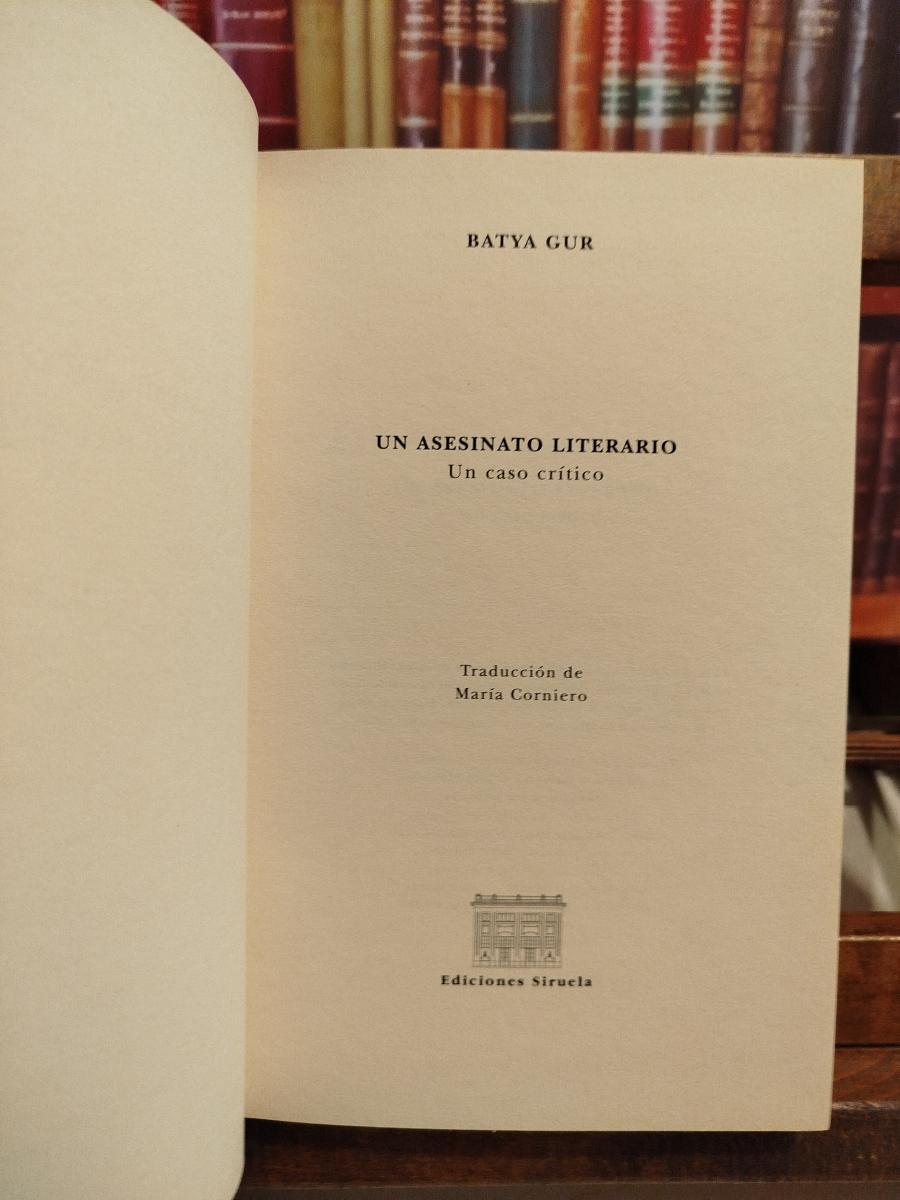 BATYA GUR
UN ASESINATO LITERARIO
Un caso crítico
Traducción de
María Corniero
Ediciones Siruela